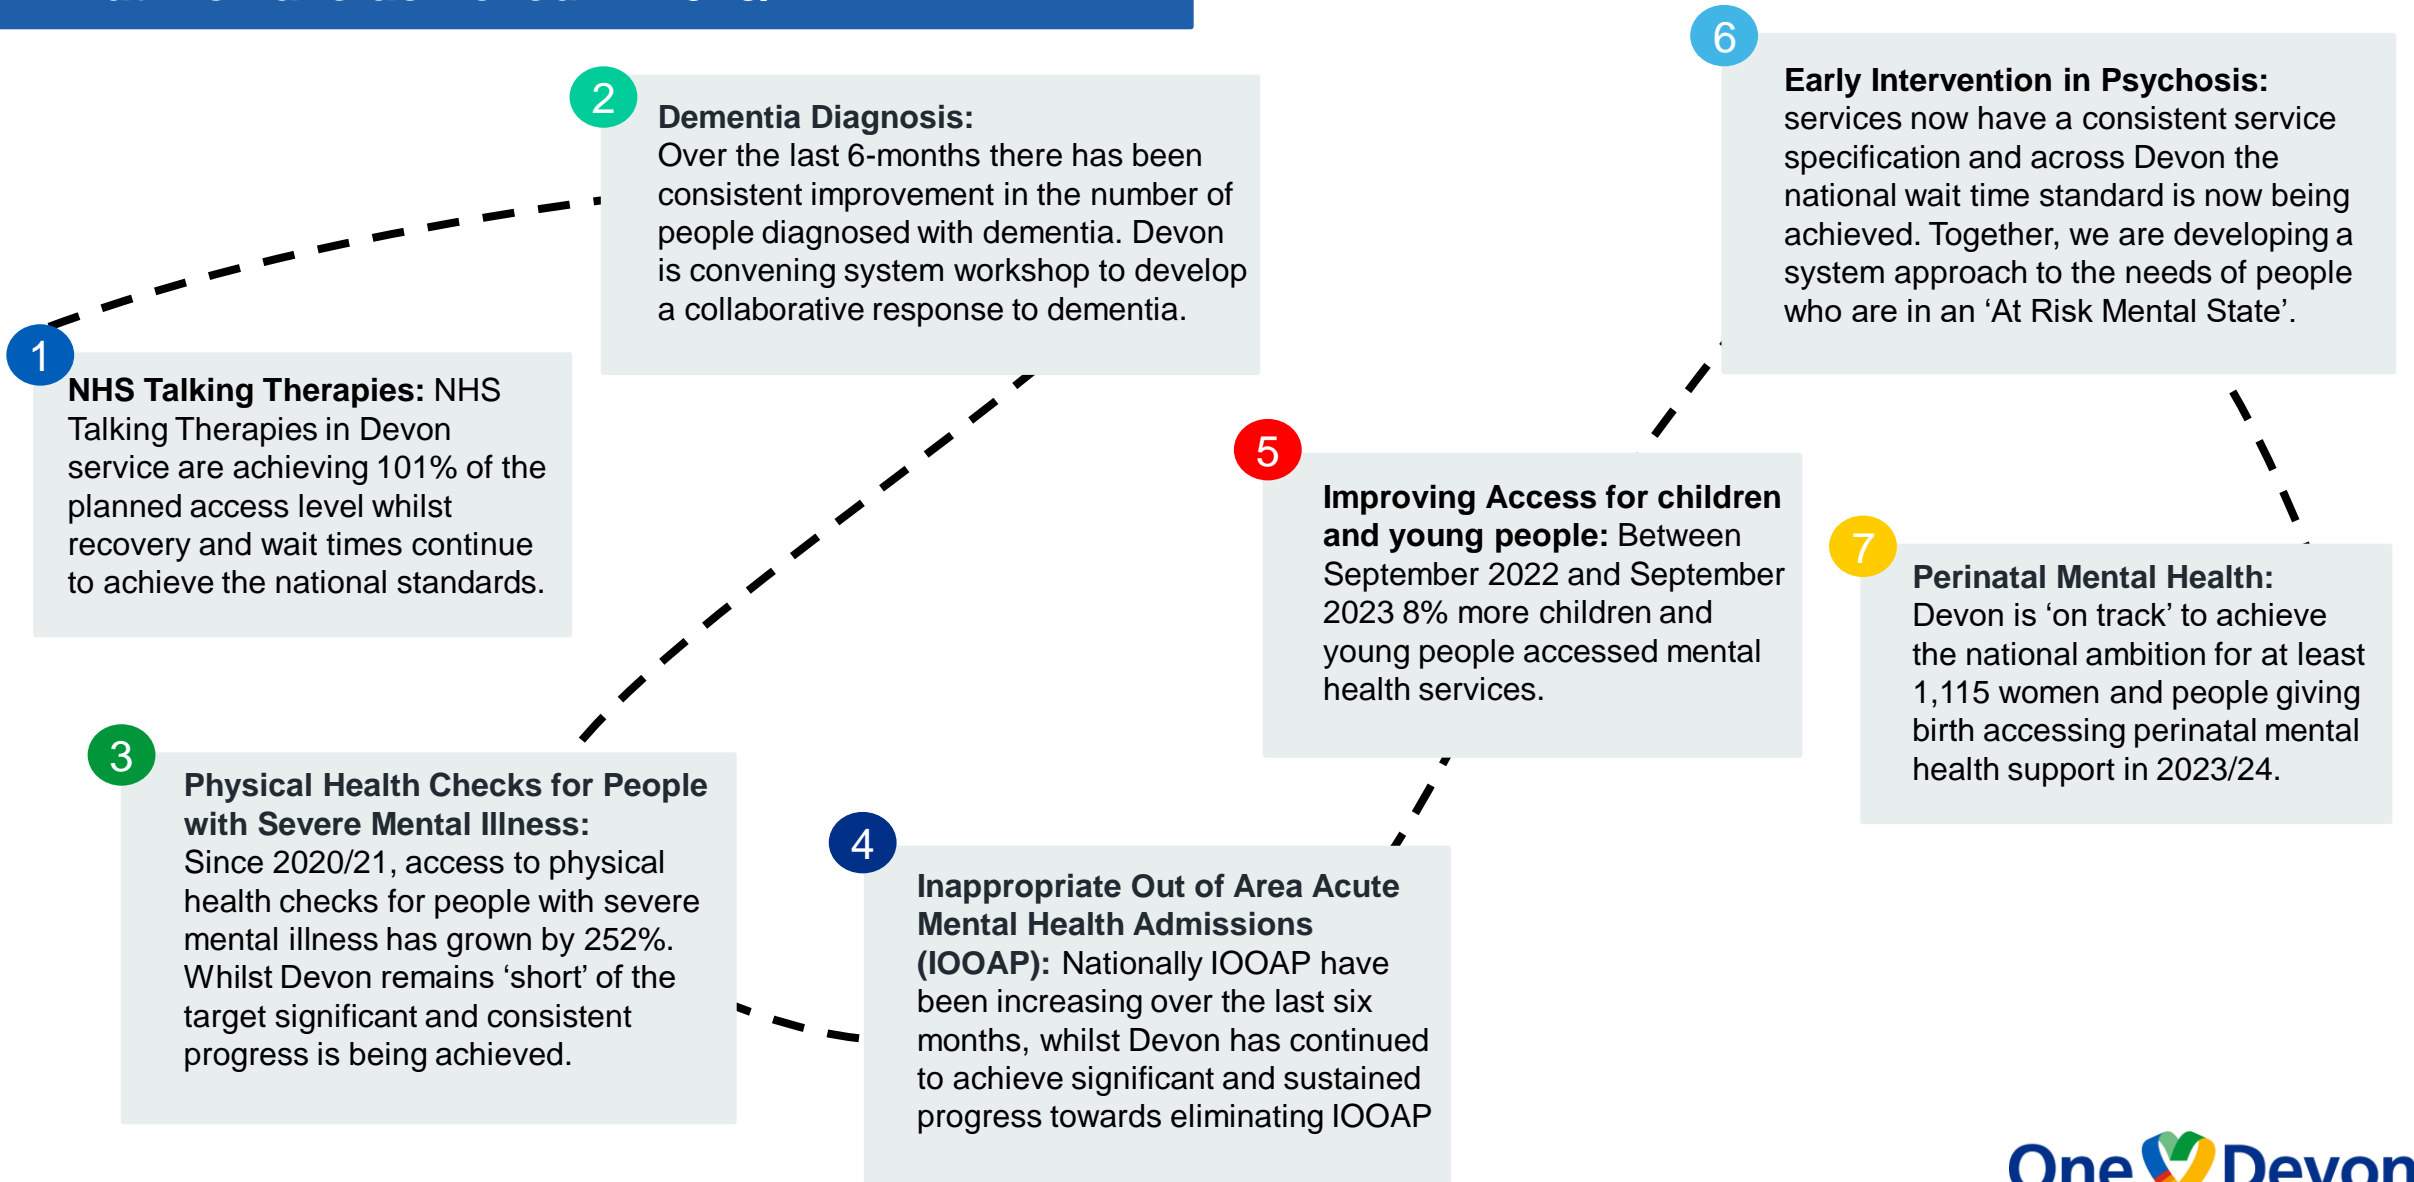 1
NHS Talking Therapies: NHS
Talking Therapies in Devon
service are achieving 101% of the
planned access level whilst
recovery and wait times continue
to achieve the national standards.
2
Dementia Diagnosis:
Over the last 6-months there has been
consistent improvement in the number of
people diagnosed with dementia. Devon
is convening system workshop to develop
a collaborative response to dementia.
3
Physical Health Checks for People
with Severe Mental Illness:
Since 2020/21, access to physical
health checks for people with severe
mental illness has grown by 252%.
Whilst Devon remains ‘short’ of the
target significant and consistent
progress is being achieved.
4
Inappropriate Out of Area Acute
Mental Health Admissions
(IOOAP): Nationally IOOAP have
been increasing over the last six
months, whilst Devon has continued
to achieve significant and sustained
progress towards eliminating IOOAP
5
Improving Access for children
and young people: Between
September 2022 and September
2023 8% more children and
young people accessed mental
health services.
6
Early Intervention in Psychosis:
services now have a consistent service
specification and across Devon the
national wait time standard is now being
achieved. Together, we are developing a
system approach to the needs of people
who are in an ‘At Risk Mental State’.
7
Perinatal Mental Health:
Devon is ‘on track’ to achieve
the national ambition for at least
1,115 women and people giving
birth accessing perinatal mental
health support in 2023/24.
One Devon